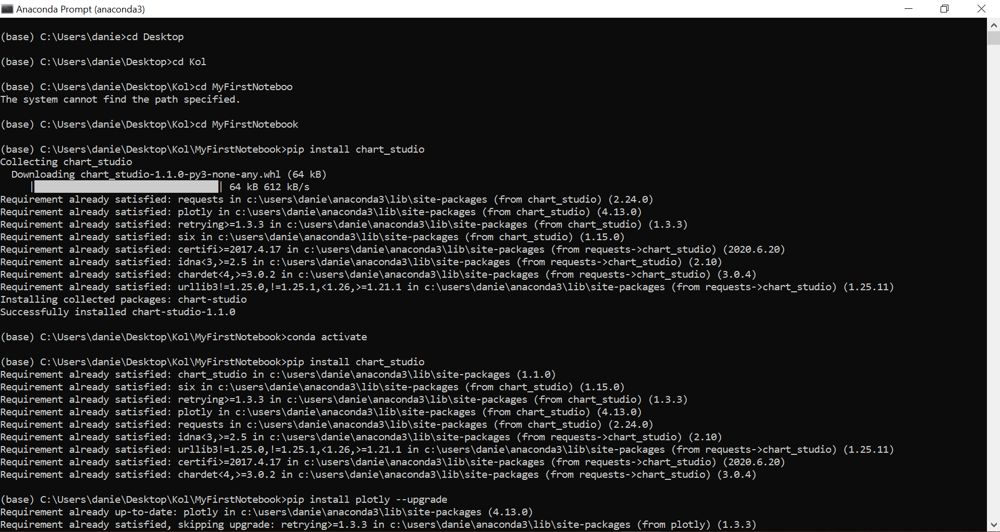 Anaconda Prompt (anaconda3)
(base) C:\Users\danie>cd Desktop
(base) C:\Users\danie\Desktop>cd Kol
(base) C:\Users\danie\Desktop\Kol>cd MyFirstNoteboo
The system cannot find the path specified.
(base) C:\Users\danie\Desktop\Kol>cd MyFirstNotebook
(base) C:\Users\danie\Desktop\Kol\MyFirstNotebook>pip install chart_studio
Collecting chart_studio
  Downloading chart_studio-1.1.0-py3-none-any.whl (64 kB)
| | 64 kB 612 kB/s
Requirement already satisfied: requests in c:\users\danie\anaconda3\lib\site-packages (from chart_studio) (2.24.0)
Requirement already satisfied: plotly in c:\users\danie\anaconda3\lib\site-packages (from chart_studio) (4.13.0)
Requirement already satisfied: retrying>=1.3.3 in c:\users\danie\anaconda3\lib\site-packages (from chart_studio) (1.3.3)
Requirement already satisfied: six in c:\users\danie\anaconda3\lib\site-packages (from chart_studio) (1.15.0)
Requirement already satisfied: certifi>=2017.4.17 in c:\users\danie\anaconda3\lib\site-packages (from requests->chart_studio) (2020.6.20)
Requirement already satisfied: idna<3,>=2.5 in c:\users\danie\anaconda3\lib\site-packages (from requests->chart_studio) (2.10)
Requirement already satisfied: chardet<4,>=3.0.2 in c:\users\danie\anaconda3\lib\site-packages (from requests->chart_studio) (3.0.4)
Requirement already satisfied: urllib3!=1.25.0,!=1.25.1,<1.26,>=1.21.1 in c:\users\danie\anaconda3\lib\site-packages (from requests->chart_studio) (1.25.11)
Installing collected packages: chart-studio
Successfully installed chart-studio-1.1.0
(base) C:\Users\danie\Desktop\Kol\MyFirstNotebook>conda activate
(base) C:\Users\danie\Desktop\Kol\MyFirstNotebook>pip install chart_studio
Requirement already satisfied: chart_studio in c:\users\danie\anaconda3\lib\site-packages (1.1.0)
Requirement already satisfied: six in c:\users\danie\anaconda3\lib\site-packages (from chart_studio) (1.15.0)
Requirement already satisfied: retrying>=1.3.3 in c:\users\danie\anaconda3\lib\site-packages (from chart_studio) (1.3.3)
Requirement already satisfied: plotly in c:\users\danie\anaconda3\lib\site-packages (from chart_studio) (4.13.0)
Requirement already satisfied: requests in c:\users\danie\anaconda3\lib\site-packages (from chart_studio) (2.24.0)
Requirement already satisfied: idna<3,>=2.5 in c:\users\danie\anaconda3\lib\site-packages (from requests->chart_studio) (2.10)
Requirement already satisfied: urllib3!=1.25.0,!=1.25.1,<1.26,>=1.21.1 in c:\users\danie\anaconda3\lib\site-packages (from requests->chart_studio) (1.25.11)
Requirement already satisfied: certifi>=2017.4.17 in c:\users\danie\anaconda3\lib\site-packages (from requests->chart_studio) (2020.6.20)
Requirement already satisfied: chardet<4,>=3.0.2 in c:\users\danie\anaconda3\lib\site-packages (from requests->chart_studio) (3.0.4)
(base) C:\Users\danie\Desktop\Kol\MyFirstNotebook>pip install plotly --upgrade
Requirement already up-to-date: plotly in c:\users\danie\anaconda3\lib\site-packages (4.13.0)
Requirement already satisfied, skipping upgrade: retrying>=1.3.3 in c:\users\danie\anaconda3\lib\site-packages (from plotly) (1.3.3)